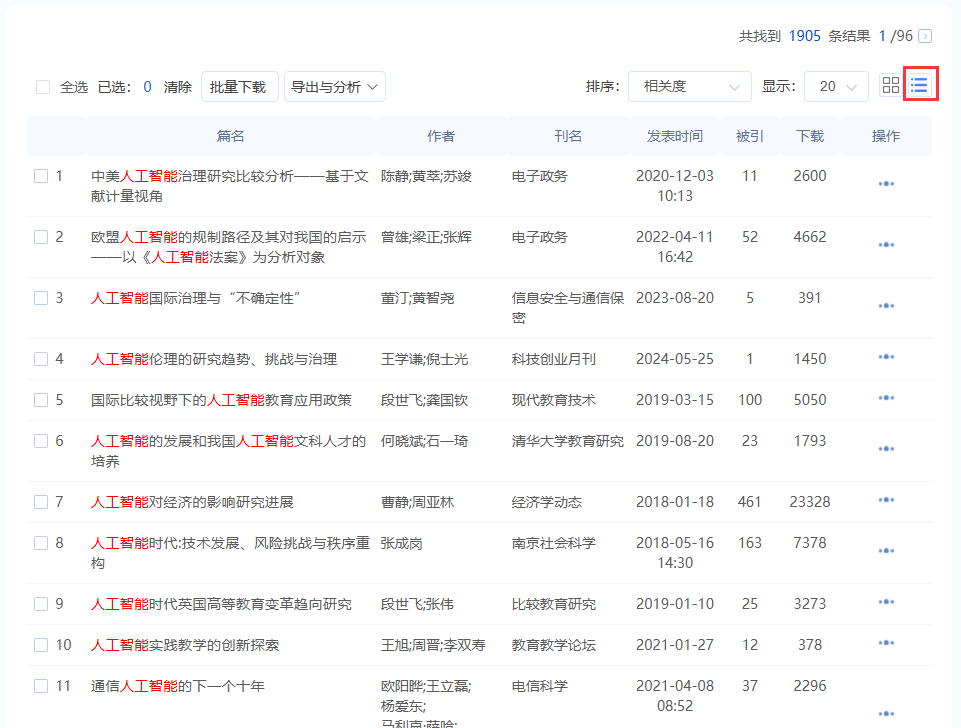 共找到 1905 条结果 1 /96
全选 已选： 0 清除 批量下载 导出与分析 排序： 相关度 显示： 20
篇名 作者 刊名 发表时间 被引 下载 操作
1 中美人工智能治理研究比较分析——基于文 陈静;黄萃;苏竣 电子政务 2020-12-03 11 2600
献计量视角 10:13
2 欧盟人工智能的规制路径及其对我国的启示 曾雄;梁正;张辉 电子政务 2022-04-11 52 4662
——以《人工智能法案》为分析对象 16:42
3 人工智能国际治理与“不确定性” 董汀;黄智尧 信息安全与通信保 2023-08-20 5 391
密
4 人工智能伦理的研究趋势、挑战与治理 王学谦;倪士光 科技创业月刊 2024-05-25 1 1450
5 国际比较视野下的人工智能教育应用政策 段世飞;龚国钦 现代教育技术 2019-03-15 100 5050
6 人工智能的发展和我国人工智能文科人才的 何晓斌;石一琦 清华大学教育研究 2019-08-20 23 1793
培养
7 人工智能对经济的影响研究进展 曹静;周亚林 经济学动态 2018-01-18 461 23328
8 人工智能时代:技术发展、风险挑战与秩序重 张成岗 南京社会科学 2018-05-16 163 7378
构 14:30
9 人工智能时代英国高等教育变革趋向研究 段世飞;张伟 比较教育研究 2019-01-10 25 3273
10 人工智能实践教学的创新探索 王旭;周晋;李双寿 教育教学论坛 2021-01-27 12 378
11 通信人工智能的下一个十年 欧阳晔;王立磊; 电信科学 2021-04-08 37 2296
杨爱东; 08:52